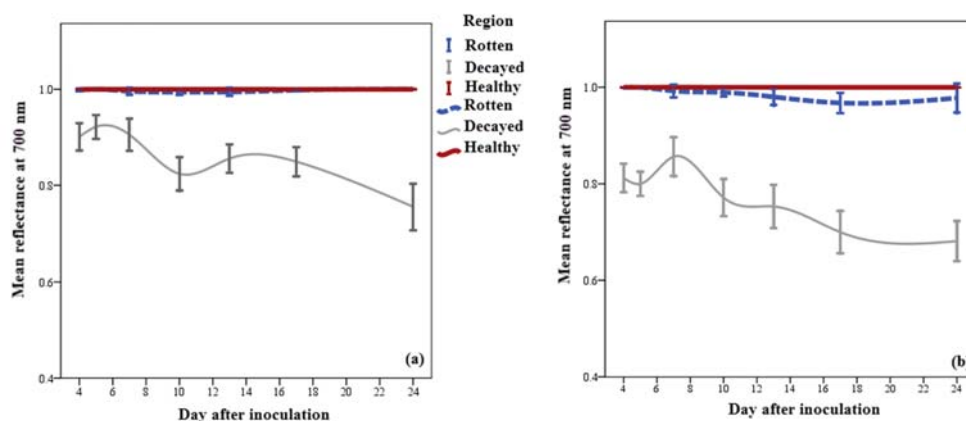 Mean reflectance at 700 nm
1.0
0.8
0.6
0.4
4 6 8 10 12 14 16 18 20 22 24
Day after inoculation
(a)
Region
Rotten
Decayed
Healthy
Rotten
Decayed
Healthy
Mean reflectance at 700 nm
1.0
0.8
0.6
0.4
4 6 8 10 12 14 16 18 20 22 24
Day after inoculation
(b)